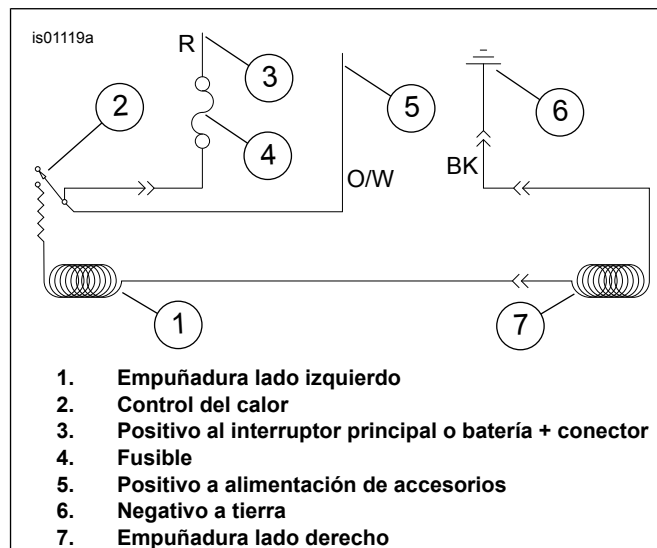 is01119a
R
3
2
5
6
4
O/W
BK
1
7
1. Empuñadura lado izquierdo
2. Control del calor
3. Positivo al interruptor principal o batería + conector
4. Fusible
5. Positivo a alimentación de accesorios
6. Negativo a tierra
7. Empuñadura lado derecho